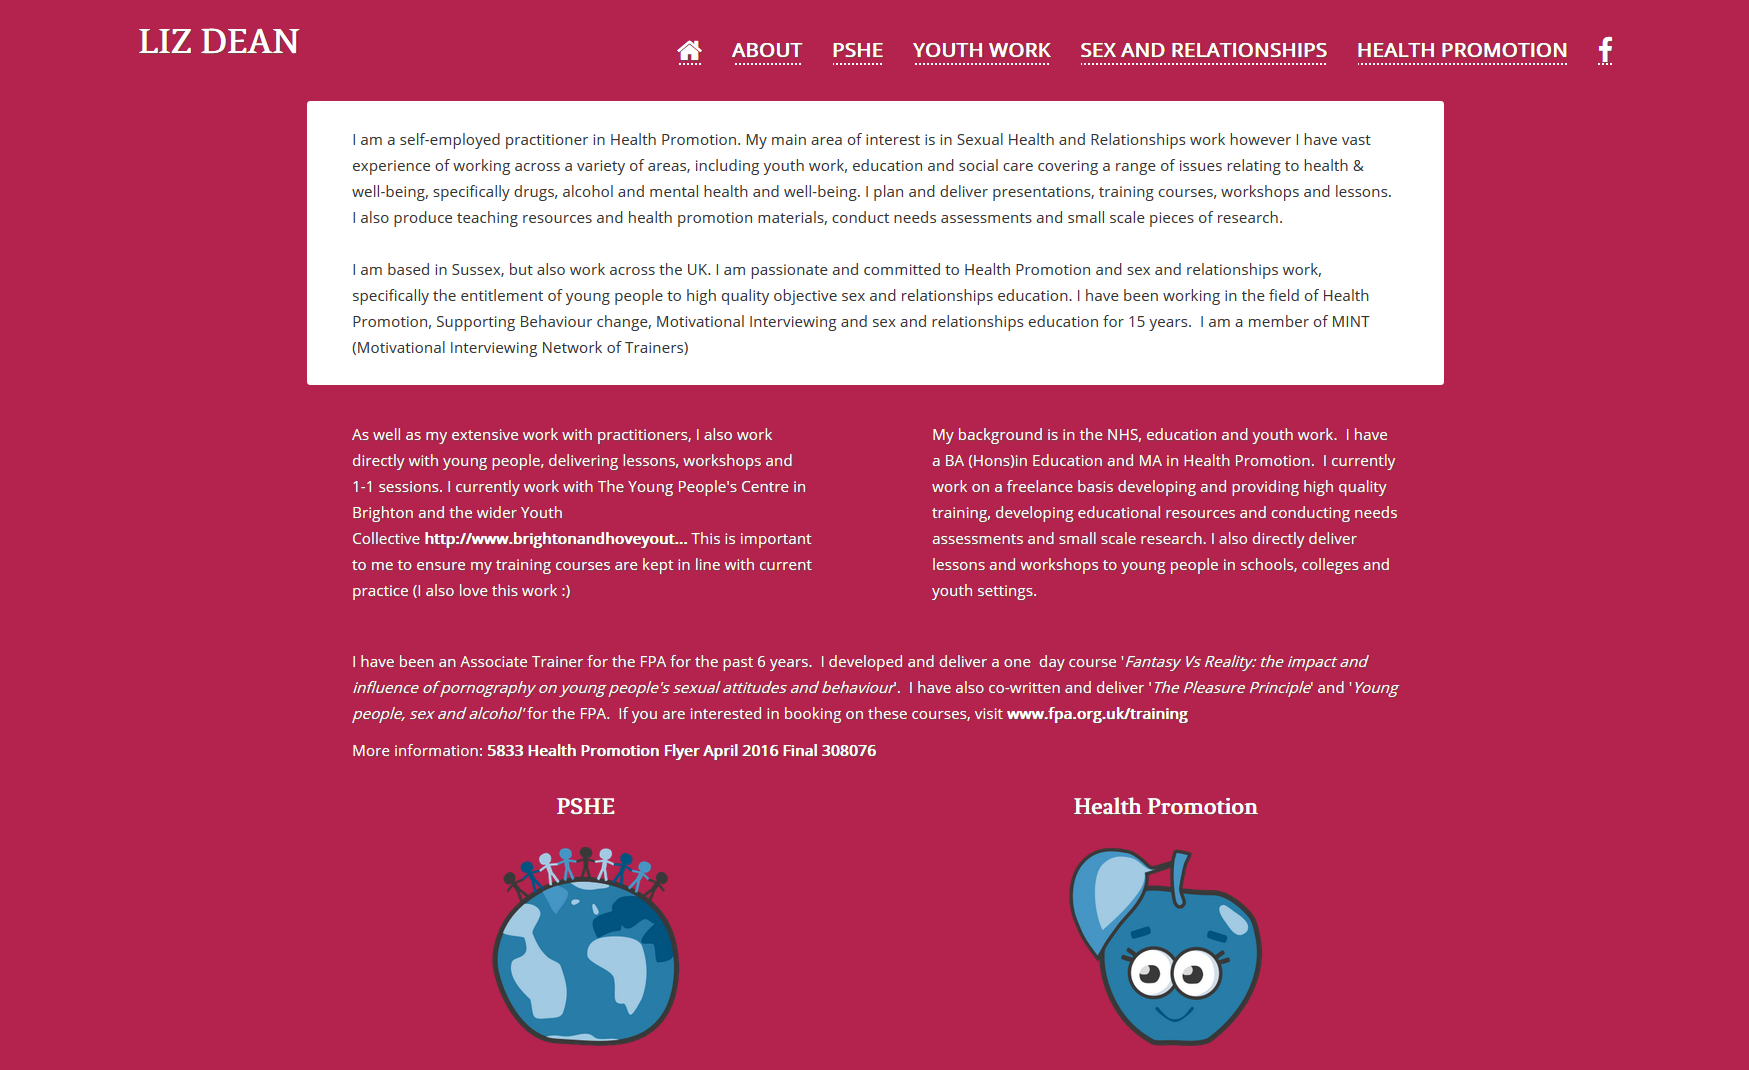 LIZ DEAN
ABOUT PSHE YOUTH WORK SEX AND RELATIONSHIPS HEALTH PROMOTION
I am a self-employed practitioner in Health Promotion. My main area of interest is in Sexual Health and Relationships work however I have vast
experience of working across a variety of areas, including youth work, education and social care covering a range of issues relating to health &
well-being, specifically drugs, alcohol and mental health and well-being. I plan and deliver presentations, training courses, workshops and lessons.
I also produce teaching resources and health promotion materials, conduct needs assessments and small scale pieces of research.
I am based in Sussex, but also work across the UK. I am passionate and committed to Health Promotion and sex and relationships work,
specifically the entitlement of young people to high quality objective sex and relationships education. I have been working in the field of Health
Promotion, Supporting Behaviour change, Motivational Interviewing and sex and relationships education for 15 years.  I am a member of MINT
(Motivational Interviewing Network of Trainers)
As well as my extensive work with practitioners, I also work
directly with young people, delivering lessons, workshops and
1-1 sessions. I currently work with The Young People's Centre in
Brighton and the wider Youth
Collective http://www.brightonandhoveyout... This is important
to me to ensure my training courses are kept in line with current
practice (I also love this work :)
My background is in the NHS, education and youth work.  I have
a BA (Hons)in Education and MA in Health Promotion.  I currently
work on a freelance basis developing and providing high quality
training, developing educational resources and conducting needs
assessments and small scale research. I also directly deliver
lessons and workshops to young people in schools, colleges and
youth settings.
I have been an Associate Trainer for the FPA for the past 6 years.  I developed and deliver a one  day course 'Fantasy Vs Reality: the impact and
influence of pornography on young people's sexual attitudes and behaviour'.  I have also co-written and deliver 'The Pleasure Principle' and 'Young
people, sex and alcohol' for the FPA.  If you are interested in booking on these courses, visit www.fpa.org.uk/training
More information: 5833 Health Promotion Flyer April 2016 Final 308076
PSHE
Health Promotion